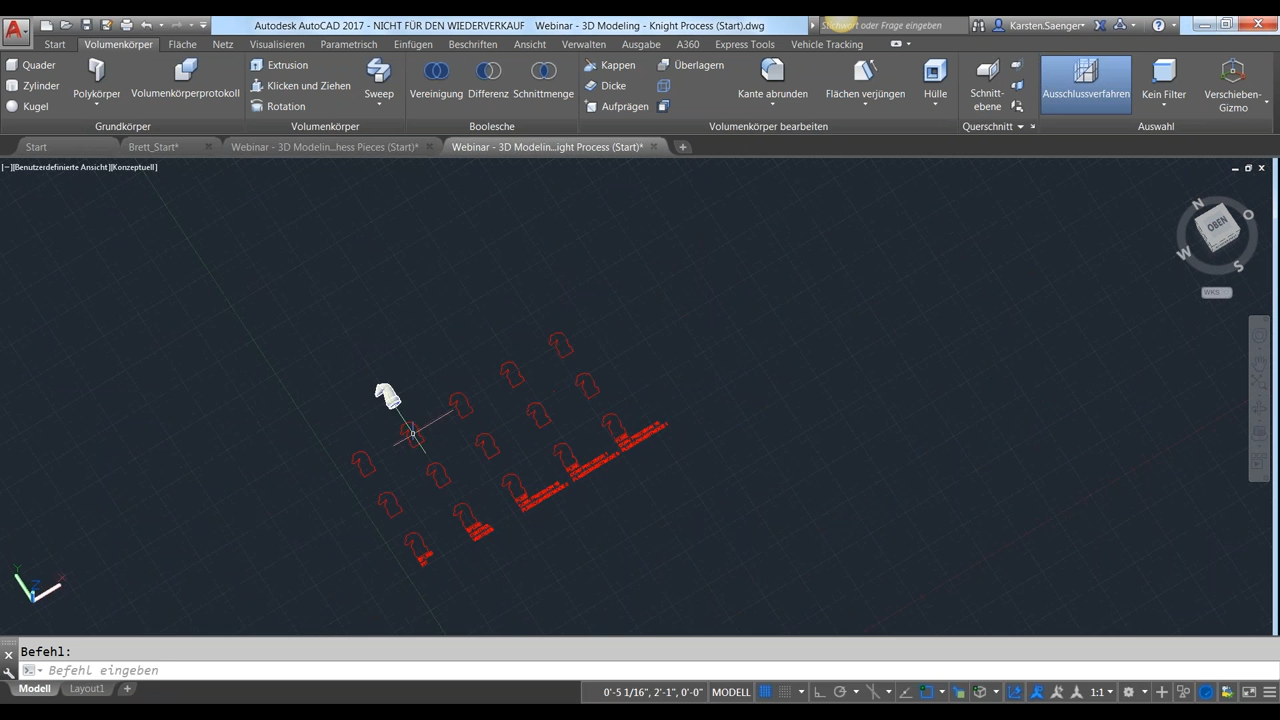 Autodesk AutoCAD 2017 - NICHT FÜR DEN WIEDERVERKAUF Webinar - 3D Modeling - Knight Process (Start).dwg
Stichwort oder Frage eingeben
Karsten.Saenger
Start Volumenkörper Fläche Netz Visualisieren Parametrisch Einfügen Beschriften Ansicht Verwalten Ausgabe A360 Express Tools Vehicle Tracking
Quader
Zylinder
Kugel
Polykörper
Volumenkörperprotokoll
Grundkörper
Extrusion
Klicken und Ziehen
Rotation
Sweep
Volumenkörper
Vereinigung
Differenz
Schnittmenge
Boolesche
Kappen
Dicke
Aufprägen
Überlagern
Kante abrunden
Flächen verjüngen
Hülle
Volumenkörper bearbeiten
Schnitt-
ebene
Querschnitt
Ausschlussverfahren
Kein Filter
Verschieben-
Gizmo
Auswahl
Start
Brett_Start*
Webinar - 3D Modelin...hess Pieces (Start)*
Webinar - 3D Modelin...ight Process (Start)*
[−][Benutzerdefinierte Ansicht][Konzeptuell]
N
O
OBEN
W
S
WKS
Y
X
Z
Befehl:
Befehl eingeben
Modell Layout1
0'-5 1/16", 2'-1", 0'-0" MODELL
1:1